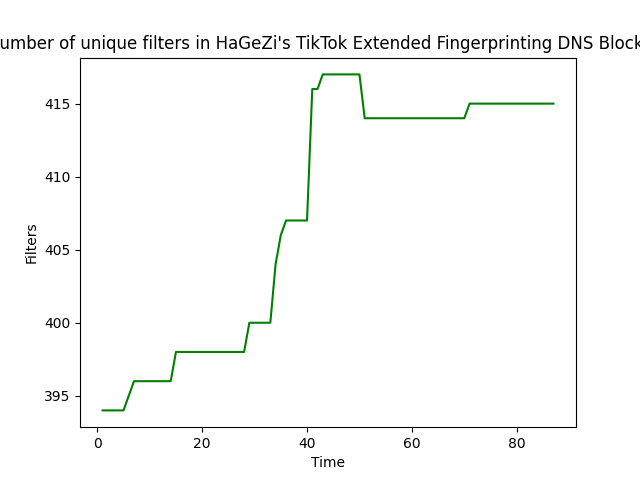 umber of unique filters in HaGeZi's TikTok Extended Fingerprinting DNS Block
415
410
405
400
395
Filters
0 20 40 60 80
Time